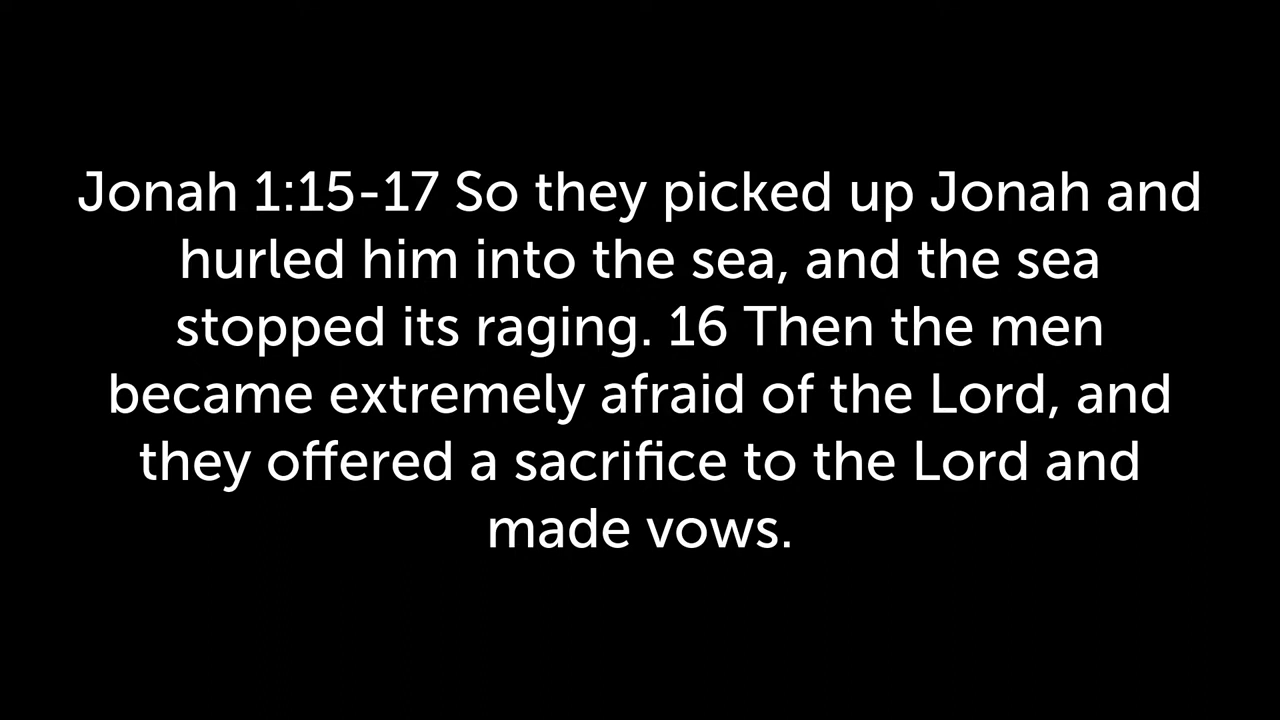 Jonah 1:15-17 So they picked up Jonah and
hurled him into the sea, and the sea
stopped its raging. 16 Then the men
became extremely afraid of the Lord, and
they offered a sacrifice to the Lord and
made vows.